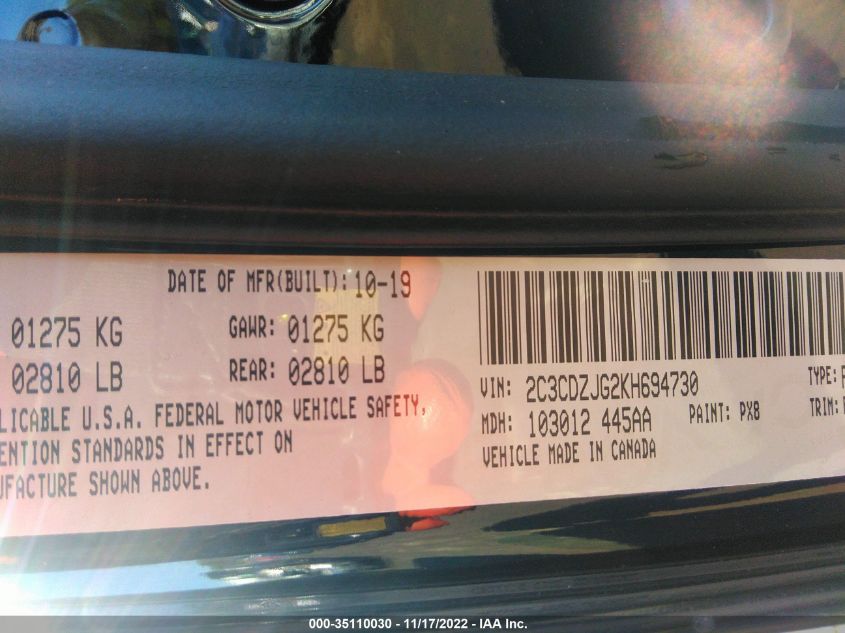 DATE OF MFR(BUILT): 10-19
01275 KG GAWR: 01275 KG
02810 LB REAR: 02810 LB
LICABLE U.S.A. FEDERAL MOTOR VEHICLE SAFETY,
ENTION STANDARDS IN EFFECT ON
UFACTURE SHOWN ABOVE.
VIN: 2C3CDZJG2KH694730 TYPE:
MDH: 103012 445AA PAINT: PX8 TRIM:
VEHICLE MADE IN CANADA
000-35110030 - 11/17/2022 - IAA Inc.